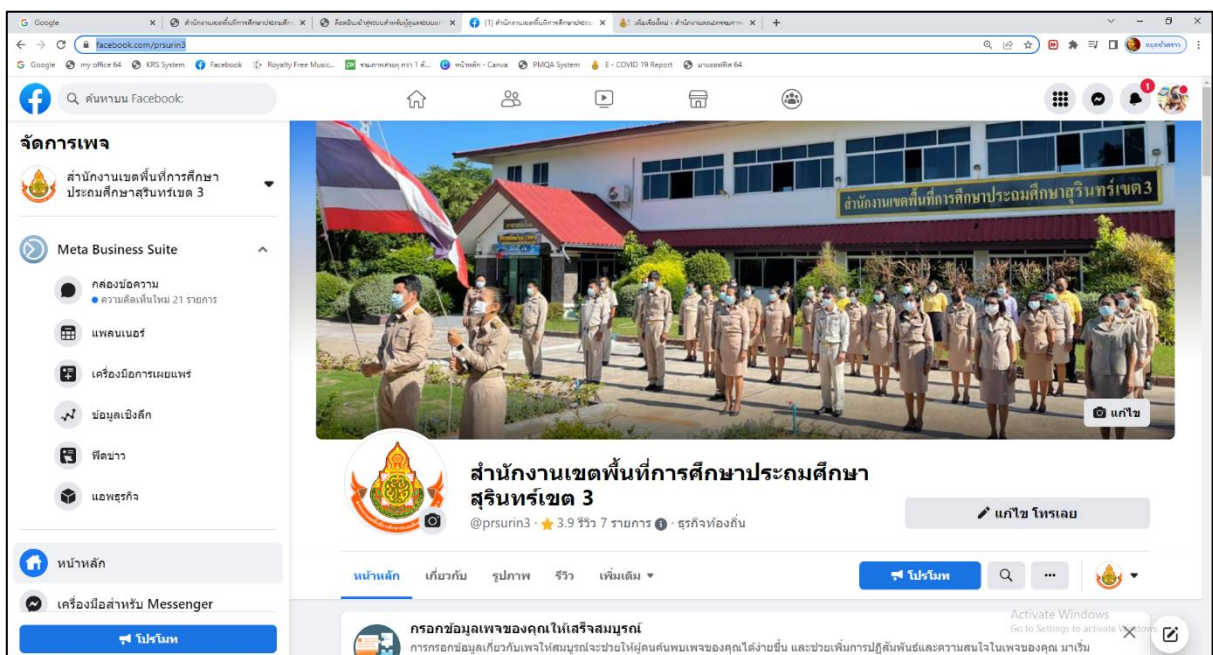 Google
facebook.com/prsurin3
Google
my office 64
KRS System
Facebook
Royalty Free Music...
หน้าหลัก - Canva
PMQA System
E - COVID 19 Report
ค้นหาบน Facebook:
1
จัดการเพจ
สำนักงานเขตพื้นที่การศึกษา
ประถมศึกษาสุรินทร์เขต 3
Meta Business Suite
กล่องข้อความ
ความคิดเห็นใหม่ 21 รายการ
แพลนเนอร์
เครื่องมือการเผยแพร่
ข้อมูลเชิงลึก
ฟีดข่าว
แอพธุรกิจ
หน้าหลัก
เครื่องมือสำหรับ Messenger
โปรโมท
สำนักงานเขตพื้นที่การศึกษาประถมศึกษาสุรินทร์เขต 3
แก้ไข
สำนักงานเขตพื้นที่การศึกษาประถมศึกษา
สุรินทร์เขต 3
@prsurin3 · 3.9 รีวิว 7 รายการ · ธุรกิจท้องถิ่น
แก้ไข โทรเลย
หน้าหลัก เกี่ยวกับ รูปภาพ รีวิว เพิ่มเติม
โปรโมท
กรอกข้อมูลเพจของคุณให้เสร็จสมบูรณ์
การกรอกข้อมูลเกี่ยวกับเพจให้สมบูรณ์จะช่วยให้ผู้คนค้นพบเพจของคุณได้ง่ายขึ้น และช่วยเพิ่มการปฏิสัมพันธ์และความสนใจในเพจของคุณ มาเริ่ม
Activate Windows
Go to Settings to activate Windows.